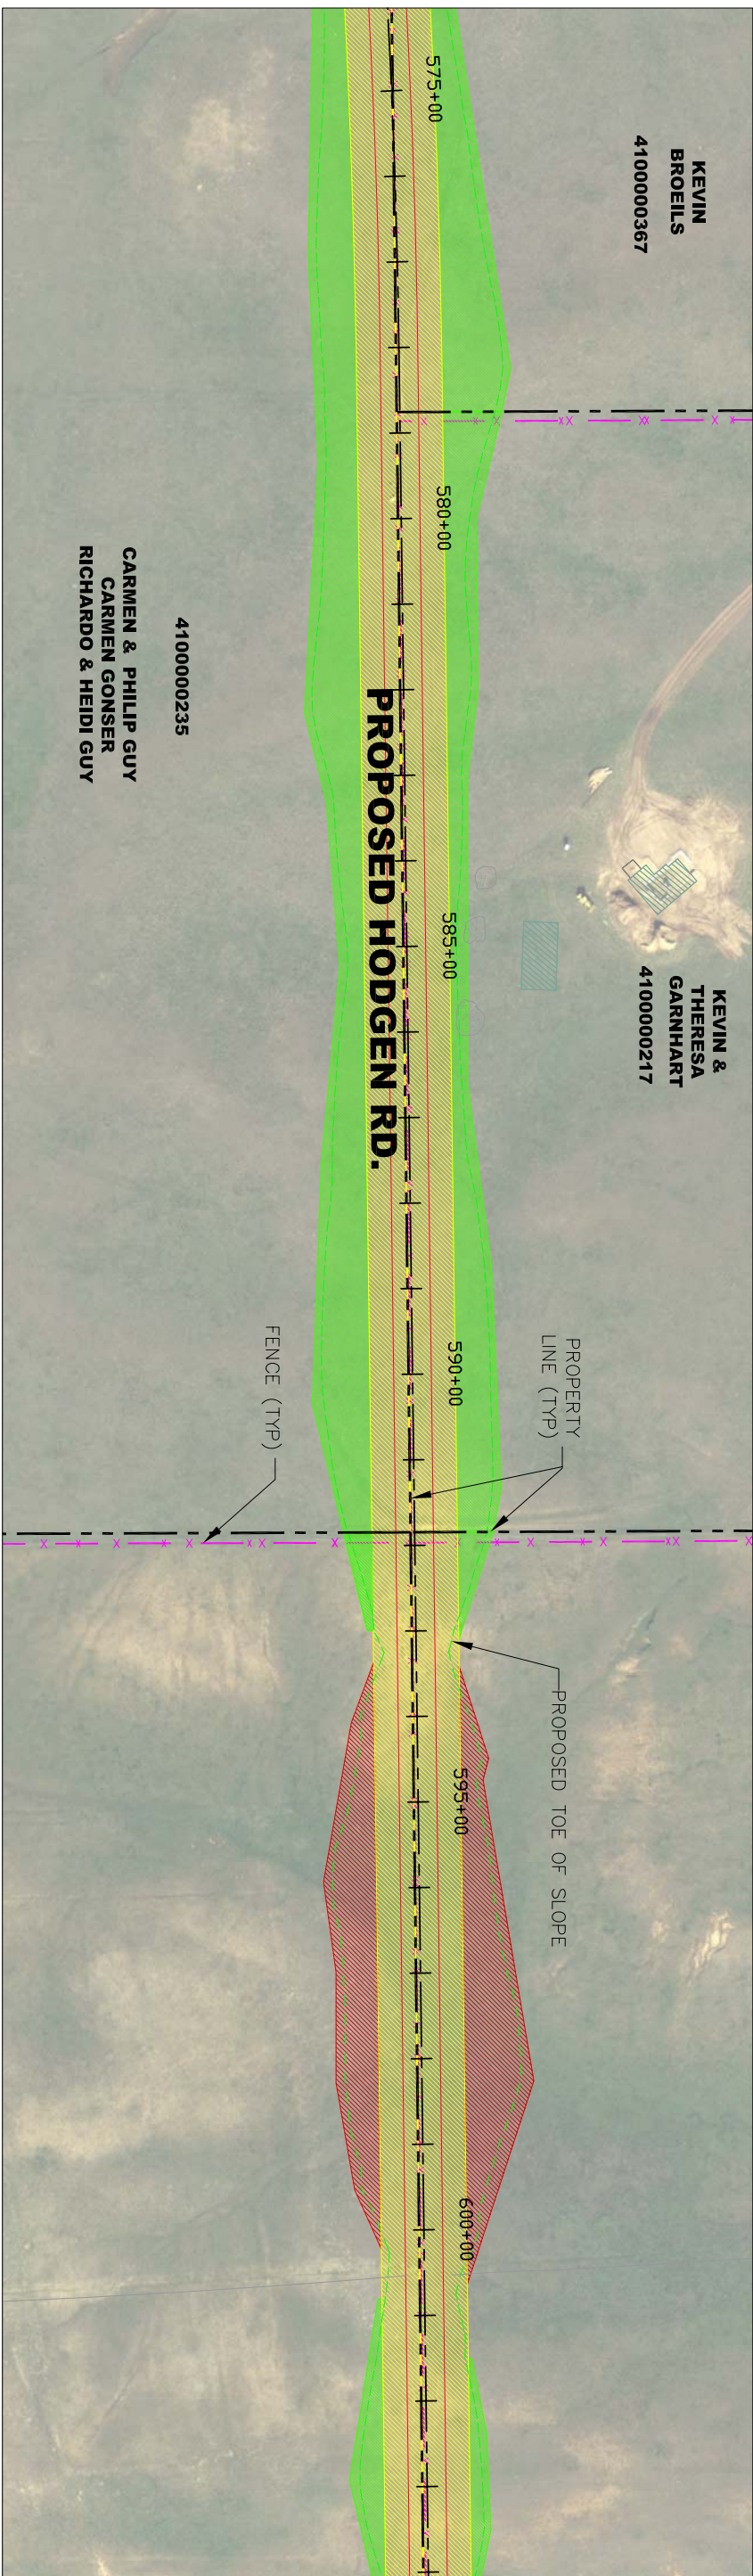 KEVIN
BROEILS
4100000367
575+00
580+00
585+00
590+00
595+00
600+00
KEVIN &
THERESA
GARNHART
4100000217
PROPERTY
LINE (TYP)
PROPOSED TOE OF SLOPE
PROPOSED HODGEN RD.
4100000235
CARMEN & PHILIP GUY
CARMEN GONSER
RICHARDO & HEIDI GUY
FENCE (TYP)